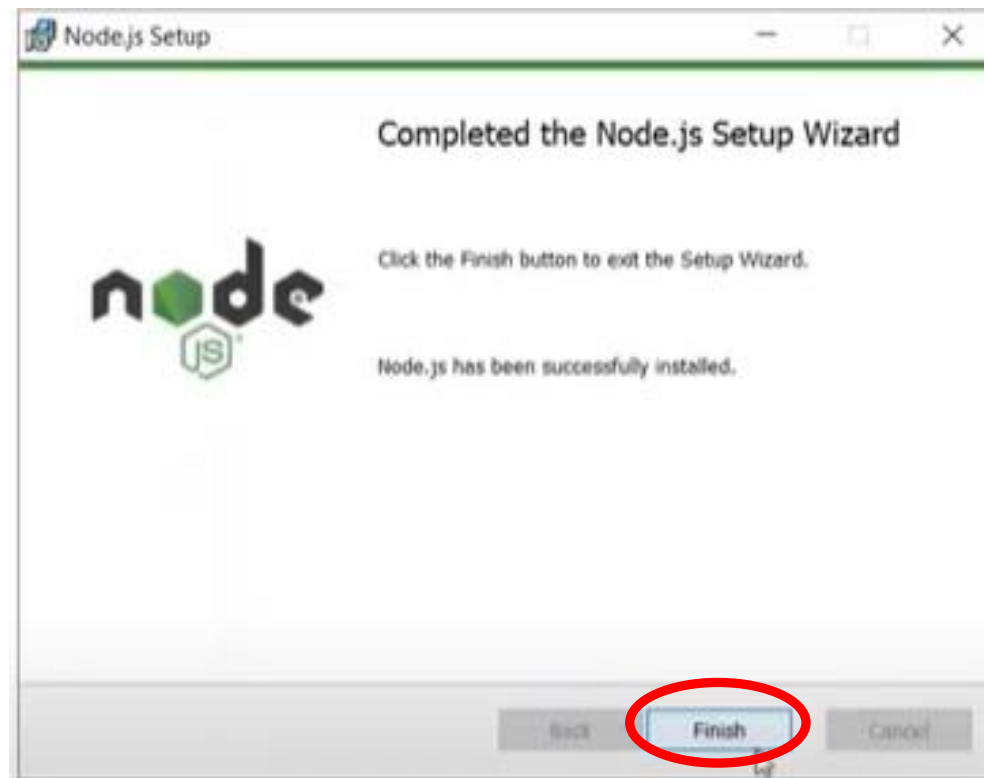 Node.js Setup
Completed the Node.js Setup Wizard
Click the Finish button to exit the Setup Wizard.
node
JS
Node.js has been successfully installed.
Back Finish Cancel